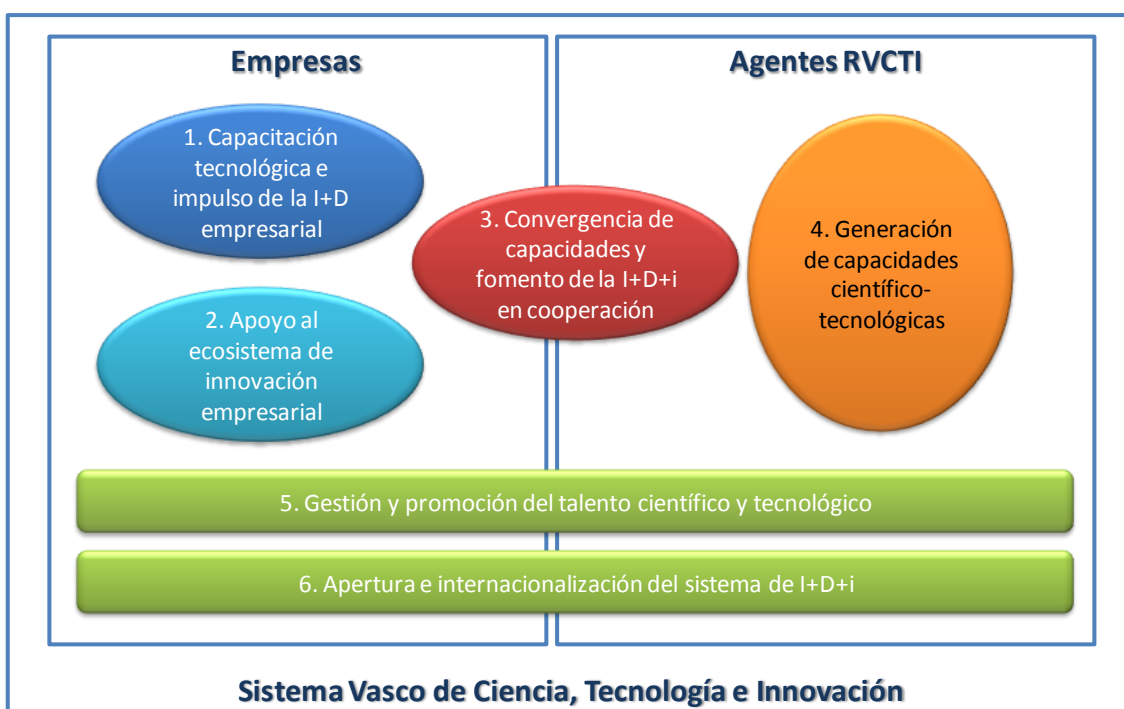 Empresas
Agentes RVCTI
1. Capacitación
tecnológica e
impulso de la I+D
empresarial
2. Apoyo al
ecosistema de
innovación
empresarial
3. Convergencia de
capacidades y
fomento de la I+D+i
en cooperación
4. Generación
de capacidades
científico-
tecnológicas
5. Gestión y promoción del talento científico y tecnológico
6. Apertura e internacionalización del sistema de I+D+i
Sistema Vasco de Ciencia, Tecnología e Innovación